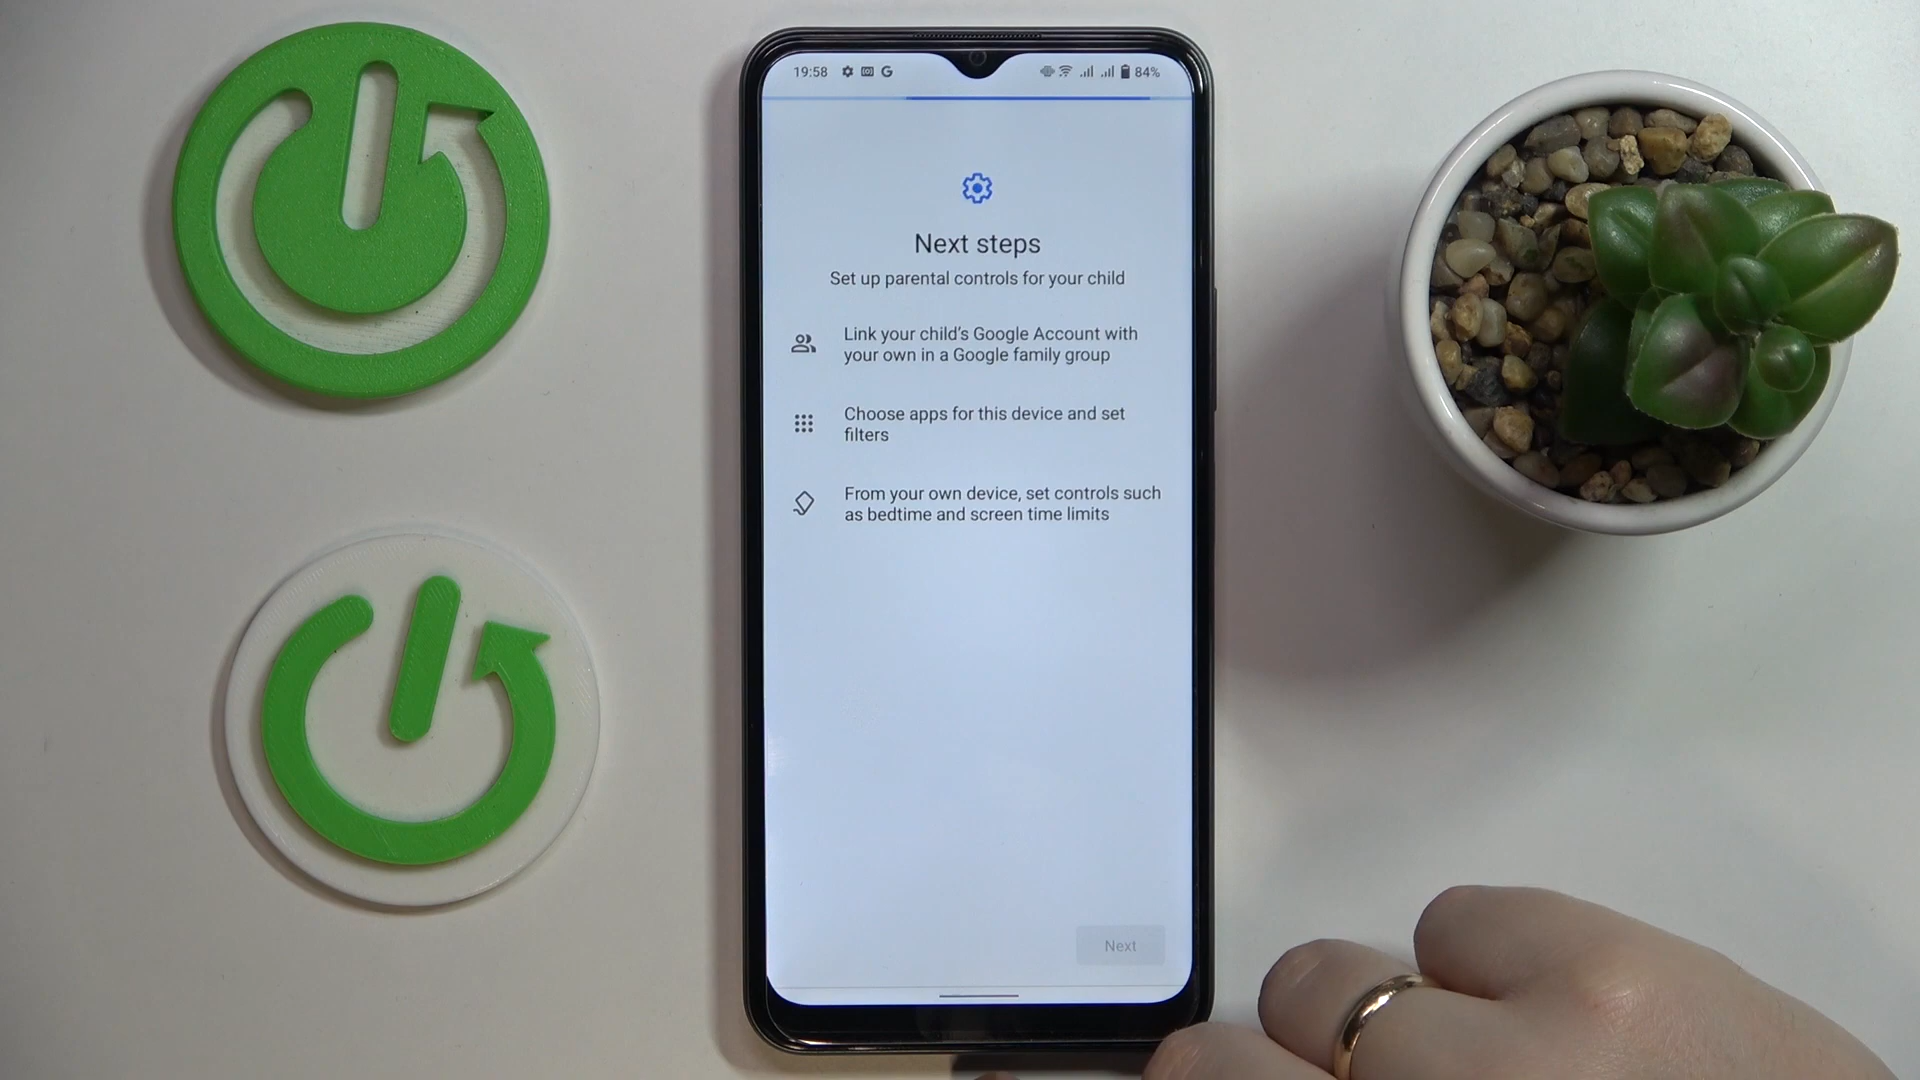 19:58
84%
Next steps
Set up parental controls for your child
Link your child's Google Account with
your own in a Google family group
Choose apps for this device and set
filters
From your own device, set controls such
as bedtime and screen time limits
Next